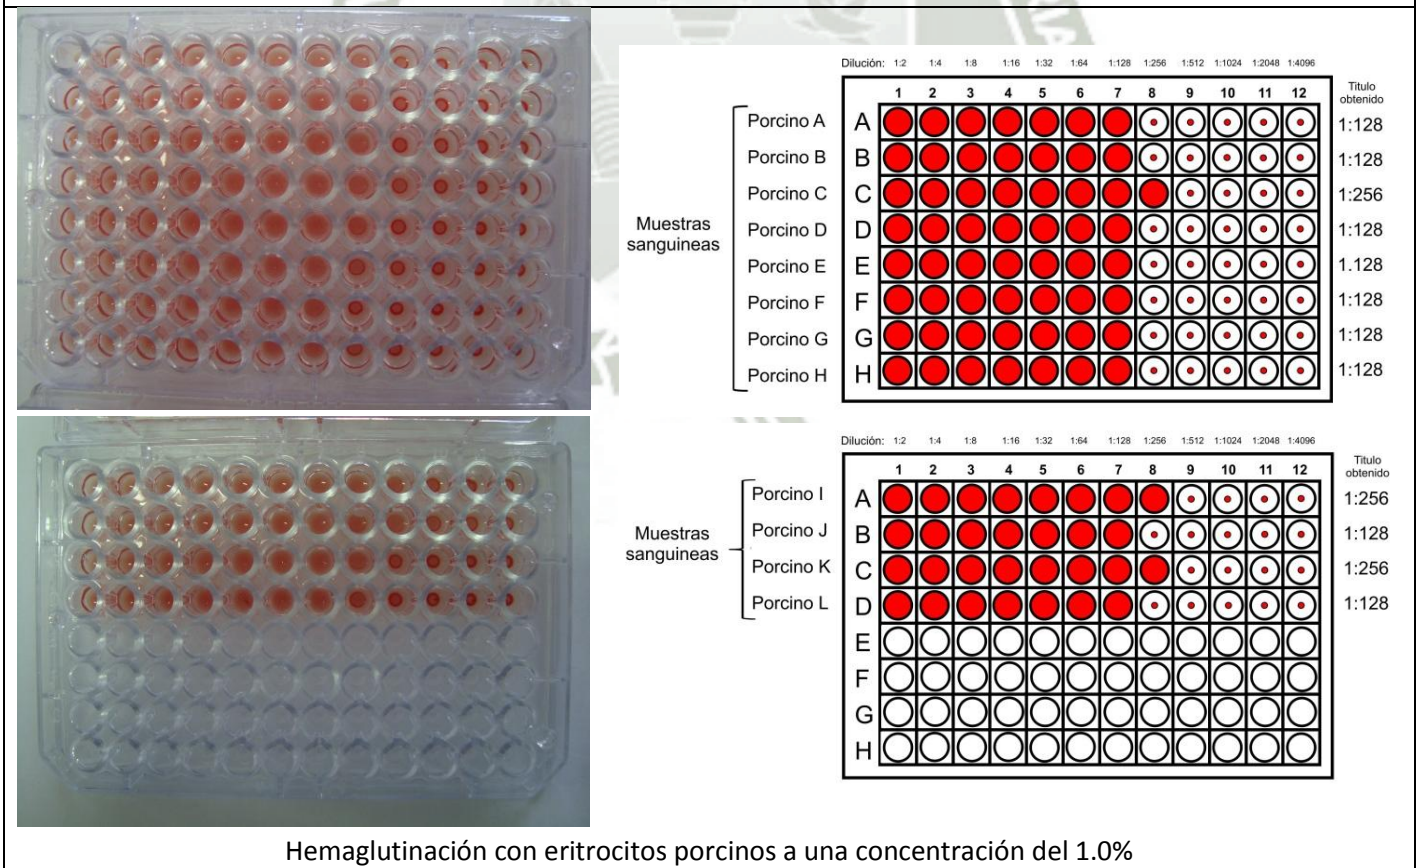 Dilución: 1:2 1:4 1:8 1:16 1:32 1:64 1:128 1:256 1:512 1:1024 1:2048 1:4096
1 2 3 4 5 6 7 8 9 10 11 12
Titulo
obtenido
Muestras
sanguineas
Porcino A A 1:128
Porcino B B 1:128
Porcino C C 1:256
Porcino D D 1:128
Porcino E E 1.128
Porcino F F 1:128
Porcino G G 1:128
Porcino H H 1:128
Dilución: 1:2 1:4 1:8 1:16 1:32 1:64 1:128 1:256 1:512 1:1024 1:2048 1:4096
1 2 3 4 5 6 7 8 9 10 11 12
Titulo
obtenido
Muestras
sanguineas
Porcino I A 1:256
Porcino J B 1:128
Porcino K C 1:256
Porcino L D 1:128
E
F
G
H
Hemaglutinación con eritrocitos porcinos a una concentración del 1.0%